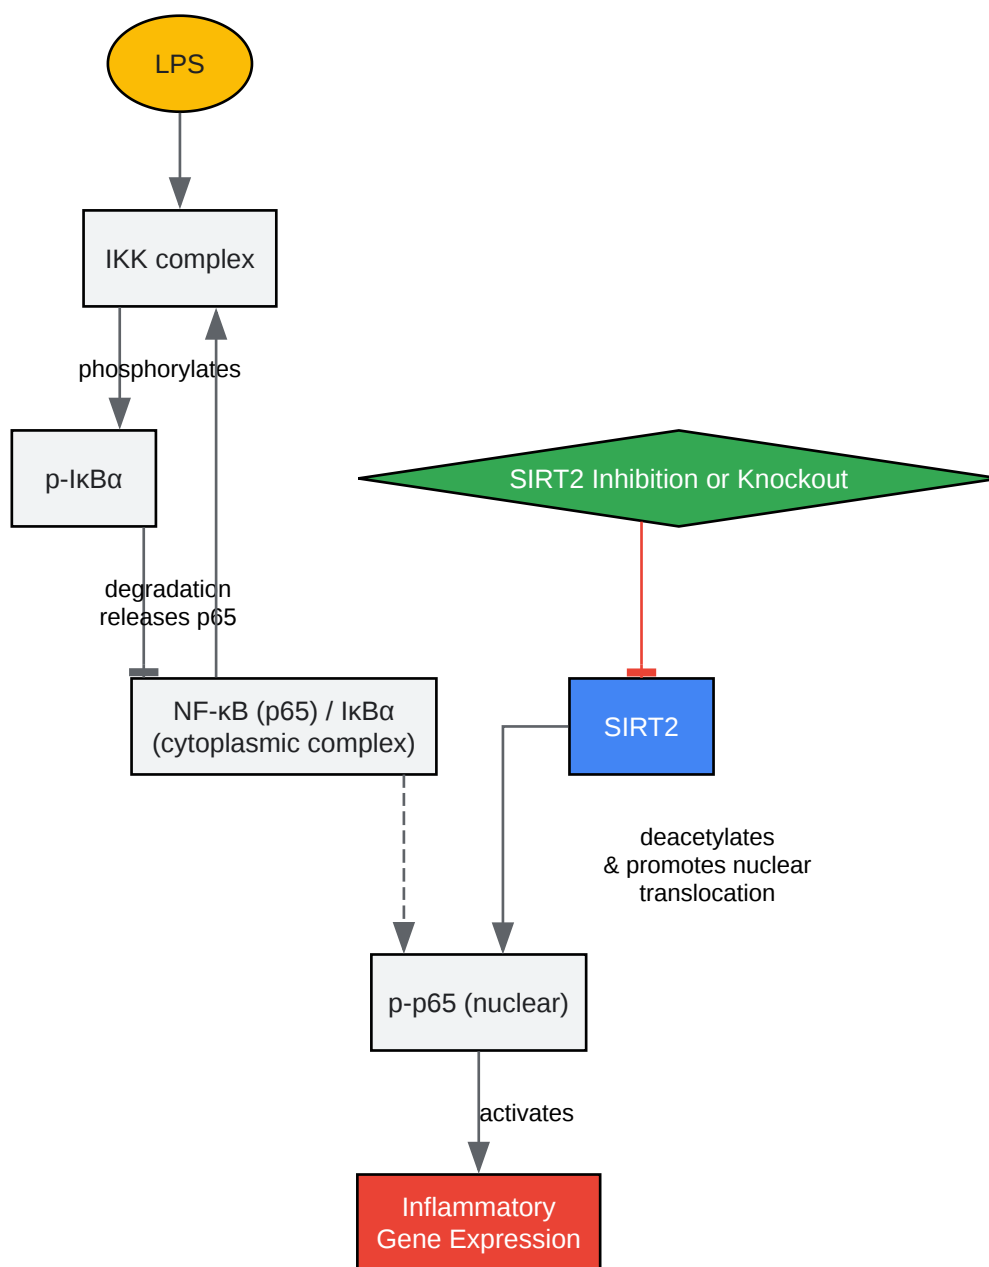 LPS
IKK complex
phosphorylates
p-IκBα
SIRT2 Inhibition or Knockout
degradation
releases p65
NF-κB (p65) / IκBα
(cytoplasmic complex)
SIRT2
deacetylates
& promotes nuclear
translocation
p-p65 (nuclear)
activates
Inflammatory
Gene Expression